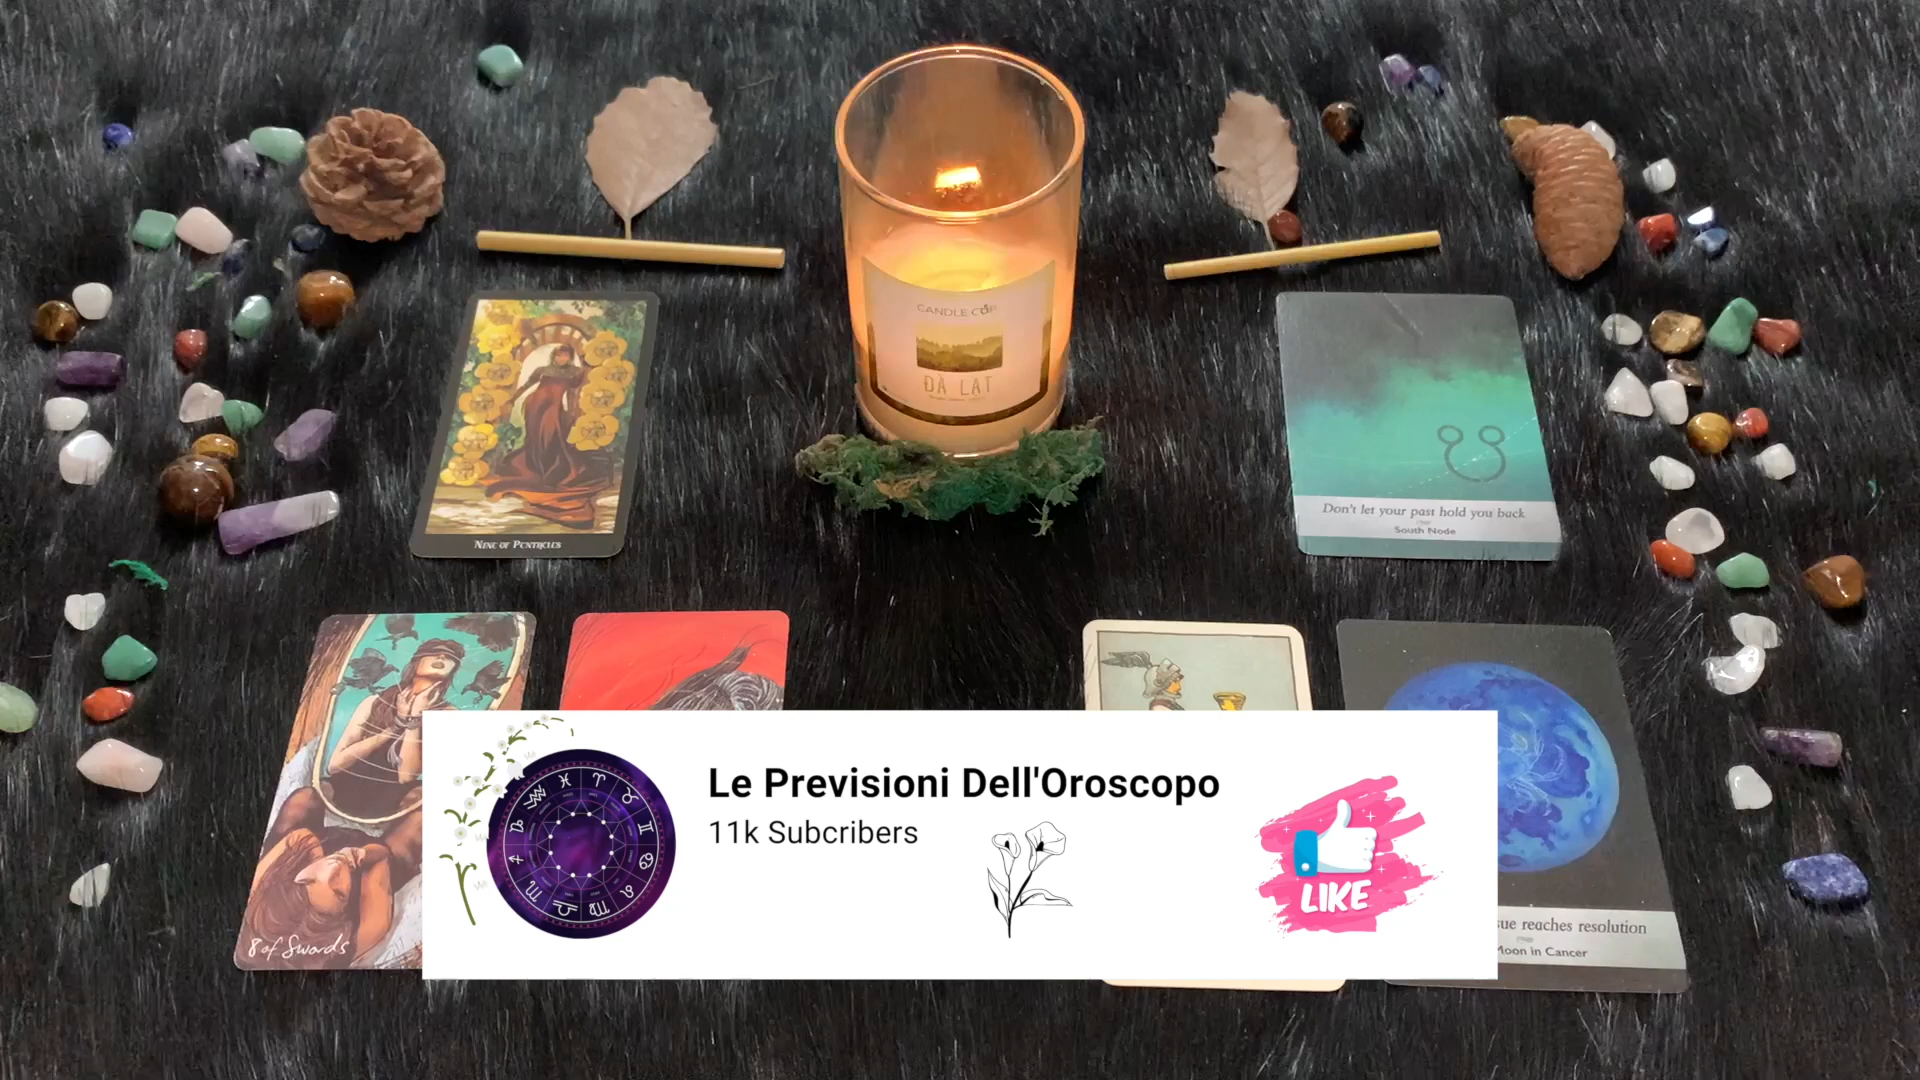 CANDLE CUP
ĐÀ LẠT
Nine of Pentacles
Don't let your past hold you back
South Node
8 of Swords
Le Previsioni Dell'Oroscopo
11k Subcribers
LIKE
sue reaches resolution
Moon in Cancer